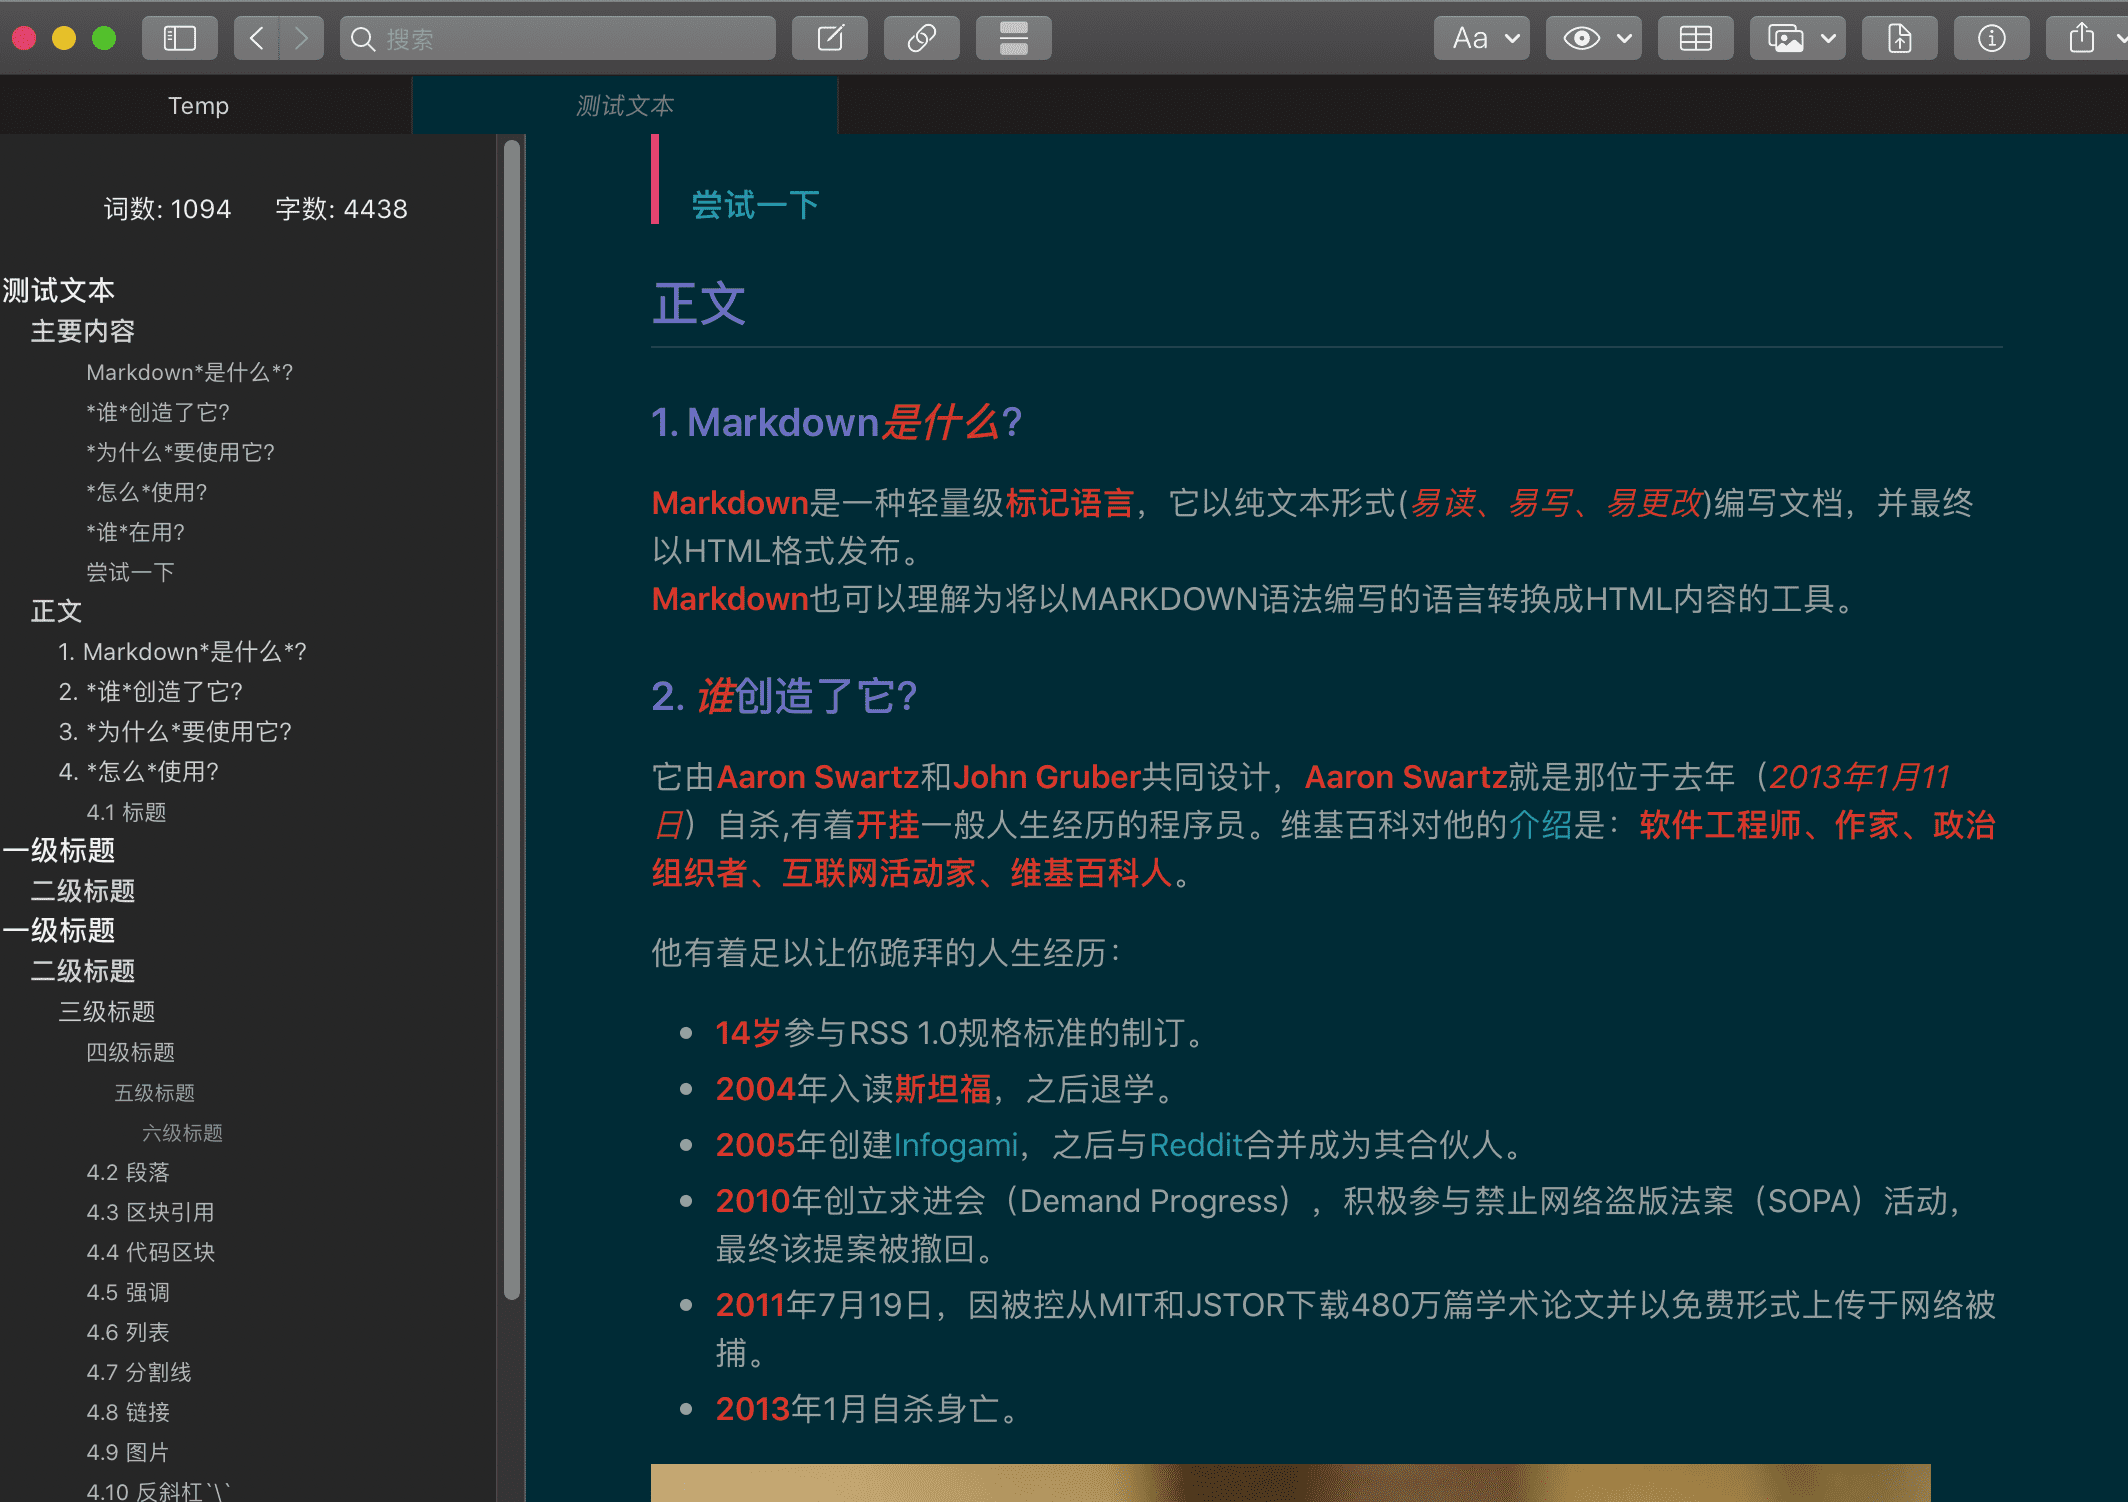 搜索
Aa
Temp
测试文本
词数: 1094 字数: 4438
测试文本
主要内容
Markdown*是什么*?
*谁*创造了它?
*为什么*要使用它?
*怎么*使用?
*谁*在用?
尝试一下
正文
1. Markdown*是什么*?
2. *谁*创造了它?
3. *为什么*要使用它?
4. *怎么*使用?
4.1 标题
一级标题
二级标题
一级标题
二级标题
三级标题
四级标题
五级标题
六级标题
4.2 段落
4.3 区块引用
4.4 代码区块
4.5 强调
4.6 列表
4.7 分割线
4.8 链接
4.9 图片
4.10 反斜杠`\`
尝试一下
正文
1. Markdown是什么?
Markdown是一种轻量级标记语言，它以纯文本形式(易读、易写、易更改)编写文档，并最终
以HTML格式发布。
Markdown也可以理解为将以MARKDOWN语法编写的语言转换成HTML内容的工具。
2. 谁创造了它?
它由Aaron Swartz和John Gruber共同设计，Aaron Swartz就是那位于去年（2013年1月11
日）自杀,有着开挂一般人生经历的程序员。维基百科对他的介绍是：软件工程师、作家、政治
组织者、互联网活动家、维基百科人。
他有着足以让你跪拜的人生经历：
• 14岁参与RSS 1.0规格标准的制订。
• 2004年入读斯坦福，之后退学。
• 2005年创建Infogami，之后与Reddit合并成为其合伙人。
• 2010年创立求进会（Demand Progress），积极参与禁止网络盗版法案（SOPA）活动，
最终该提案被撤回。
• 2011年7月19日，因被控从MIT和JSTOR下载480万篇学术论文并以免费形式上传于网络被
捕。
• 2013年1月自杀身亡。